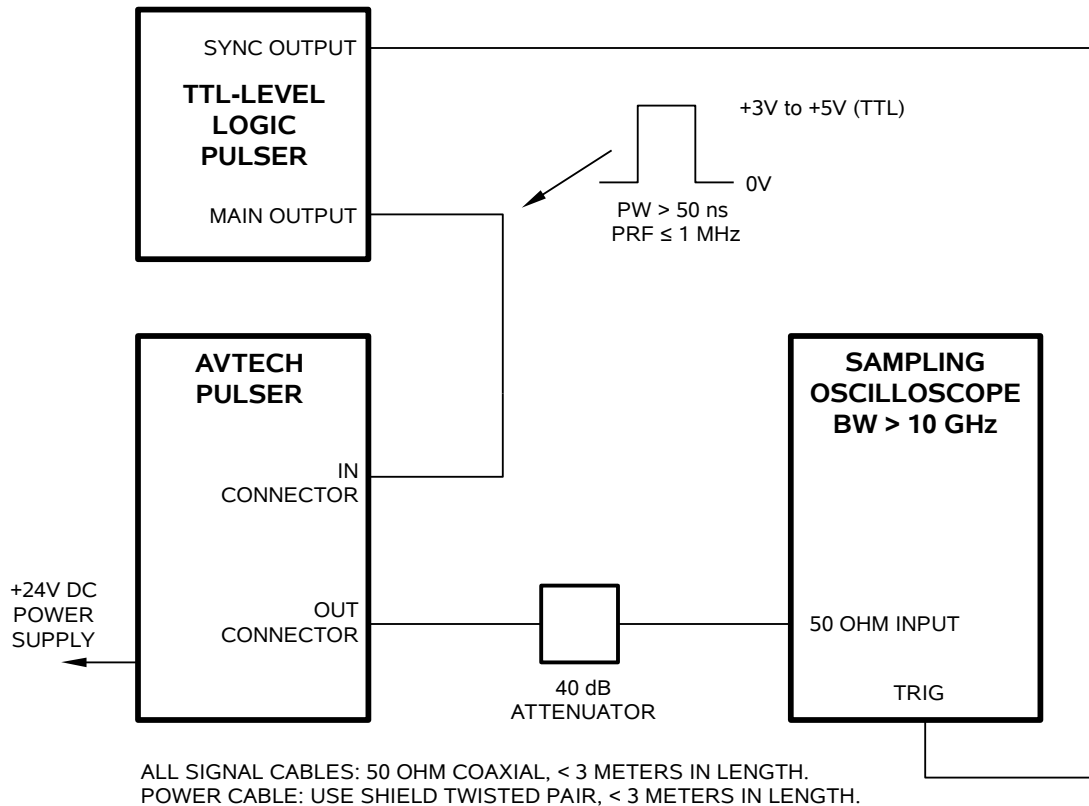 SYNC OUTPUT
TTL-LEVEL
LOGIC
PULSER
MAIN OUTPUT
+3V to +5V (TTL)
0V
PW > 50 ns
PRF ≤ 1 MHz
AVTECH
PULSER
IN
CONNECTOR
OUT
CONNECTOR
+24V DC
POWER
SUPPLY
40 dB
ATTENUATOR
SAMPLING
OSCILLOSCOPE
BW > 10 GHz
50 OHM INPUT
TRIG
ALL SIGNAL CABLES: 50 OHM COAXIAL, < 3 METERS IN LENGTH.
POWER CABLE: USE SHIELD TWISTED PAIR, < 3 METERS IN LENGTH.